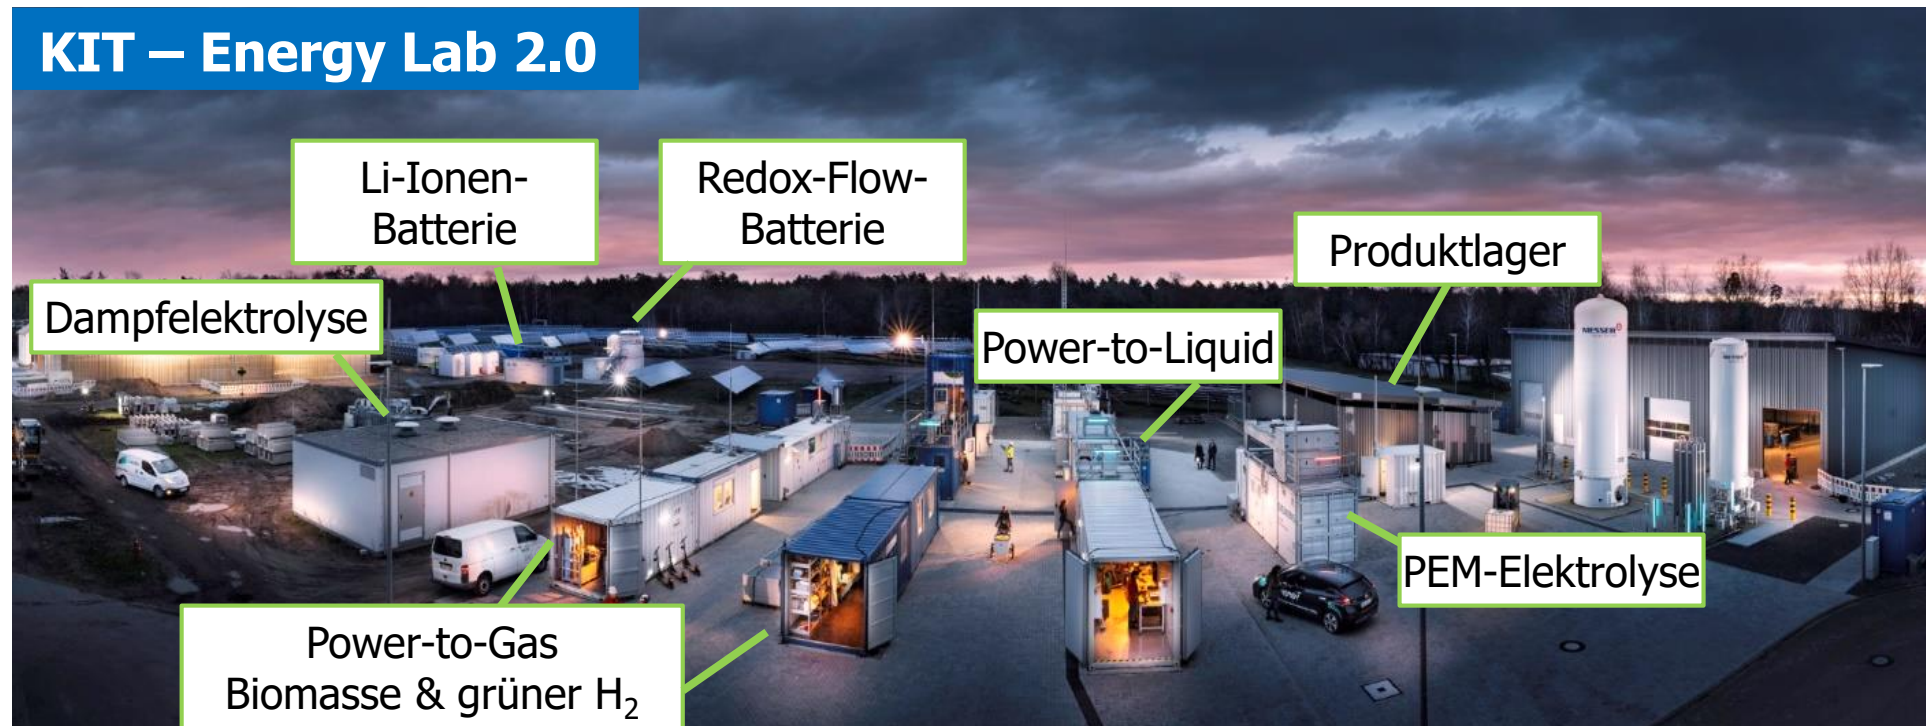 KIT – Energy Lab 2.0
Li-Ionen-
Batterie
Redox-Flow-
Batterie
Produktlager
Dampfelektrolyse
Power-to-Liquid
MESSER
PEM-Elektrolyse
Power-to-Gas
Biomasse & grüner H₂